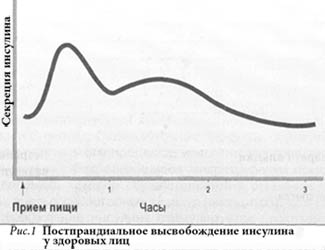 Секреция инсулина
Прием пищи
1
2
3
Часы
Рис.1 Постпрандиальное высвобождение инсулина
у здоровых лиц